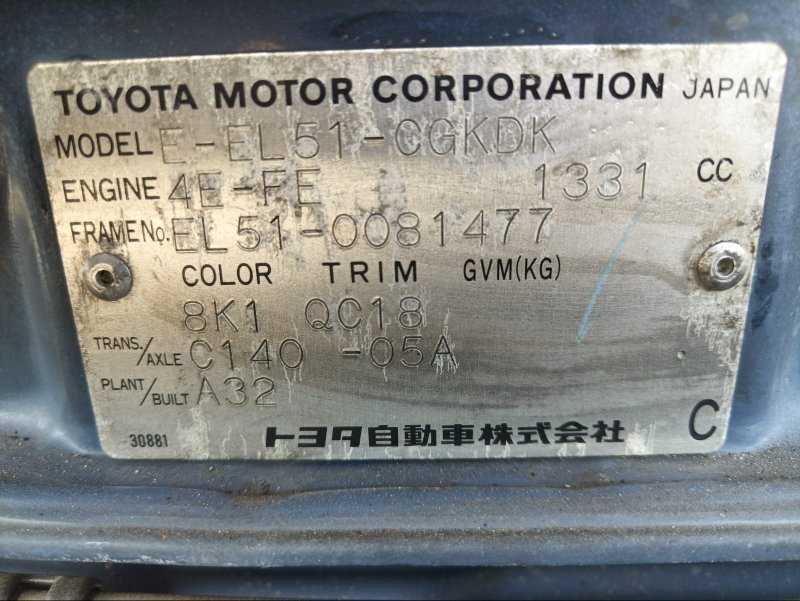 TOYOTA MOTOR CORPORATION JAPAN
MODEL E-EL51-CGKDK
ENGINE 4E-FE 1331 CC
FRAME No. EL51-0081477
COLOR TRIM GVM(KG)
8K1 QC18
TRANS./AXLE C140 -05A
PLANT/BUILT A32
30881 トヨタ自動車株式会社 C